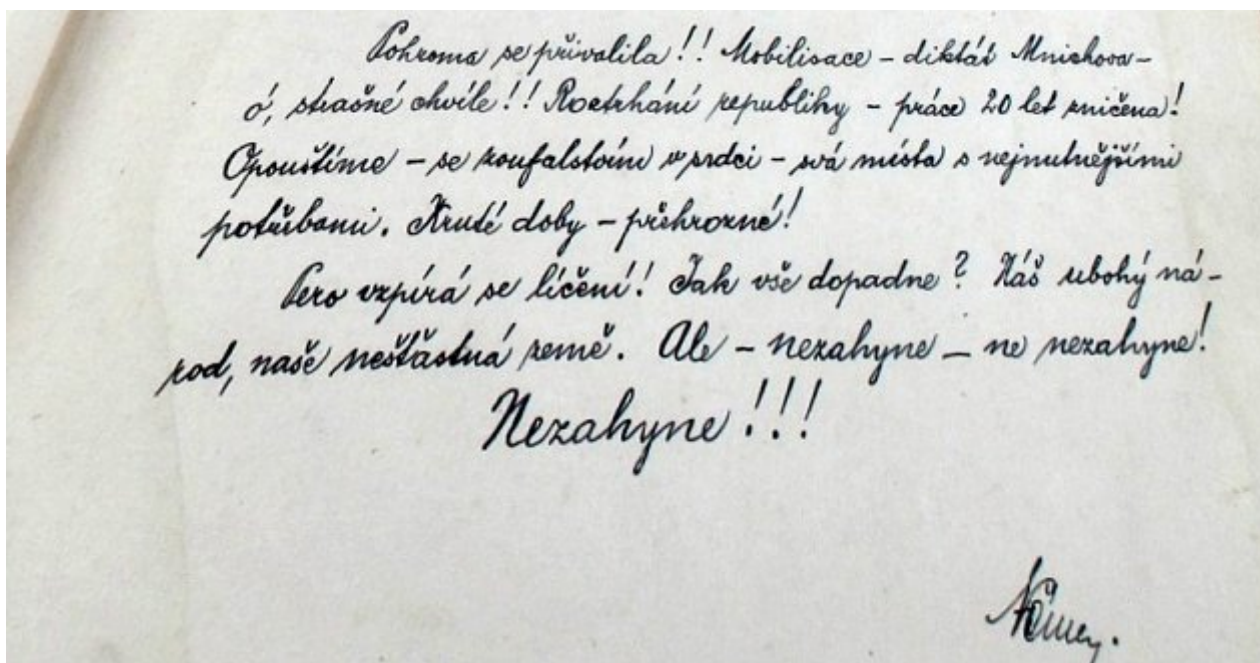 Pohroma se přivalila!! Mobilisace – diktát Mnichova –
ó, strašné chvíle!! Roztrhání republiky – práce 20 let zničena!
Opouštíme – se zoufalstvím v srdci – svá místa s nejnutnějšími
potřebami. Kruté doby – přehrozné!
Pero vzpírá se líčení! Jak vše dopadne? Náš ubohý ná-
rod, naše nešťastná země. Ale – nezahyne – ne nezahyne!
Nezahyne!!!